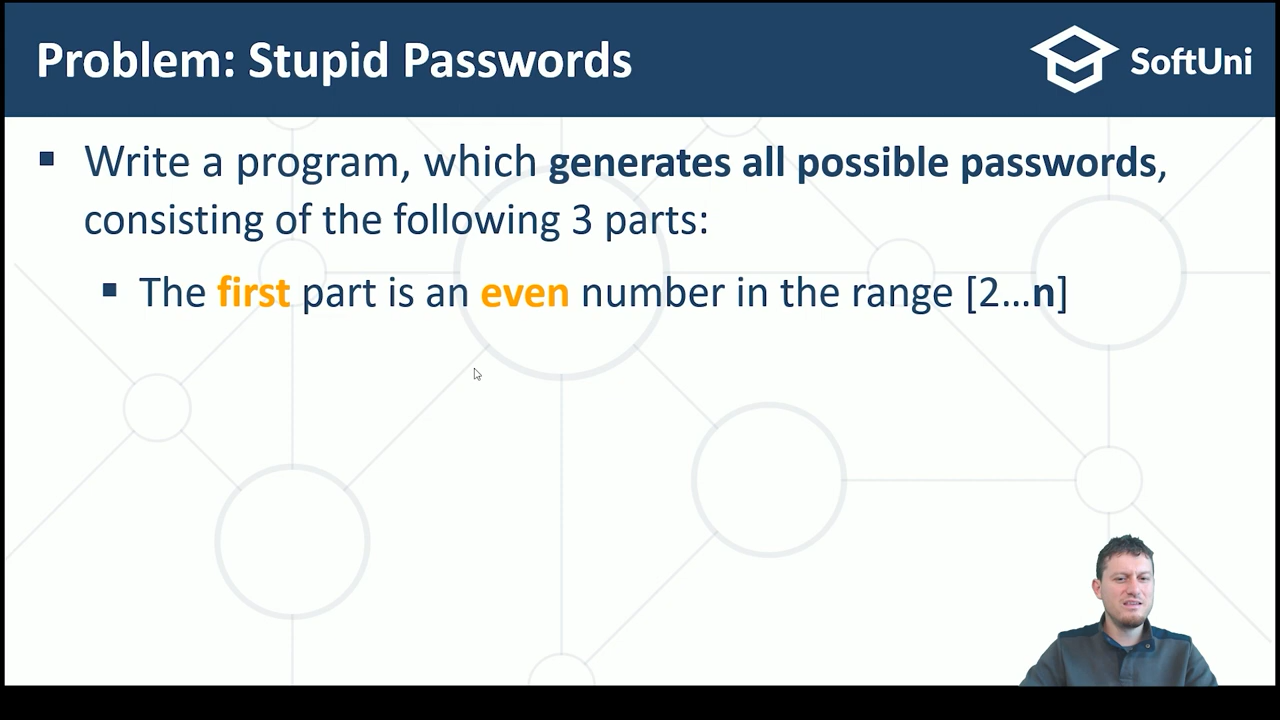 Problem: Stupid Passwords
SoftUni
▪ Write a program, which generates all possible passwords,
consisting of the following 3 parts:
▪ The first part is an even number in the range [2…n]